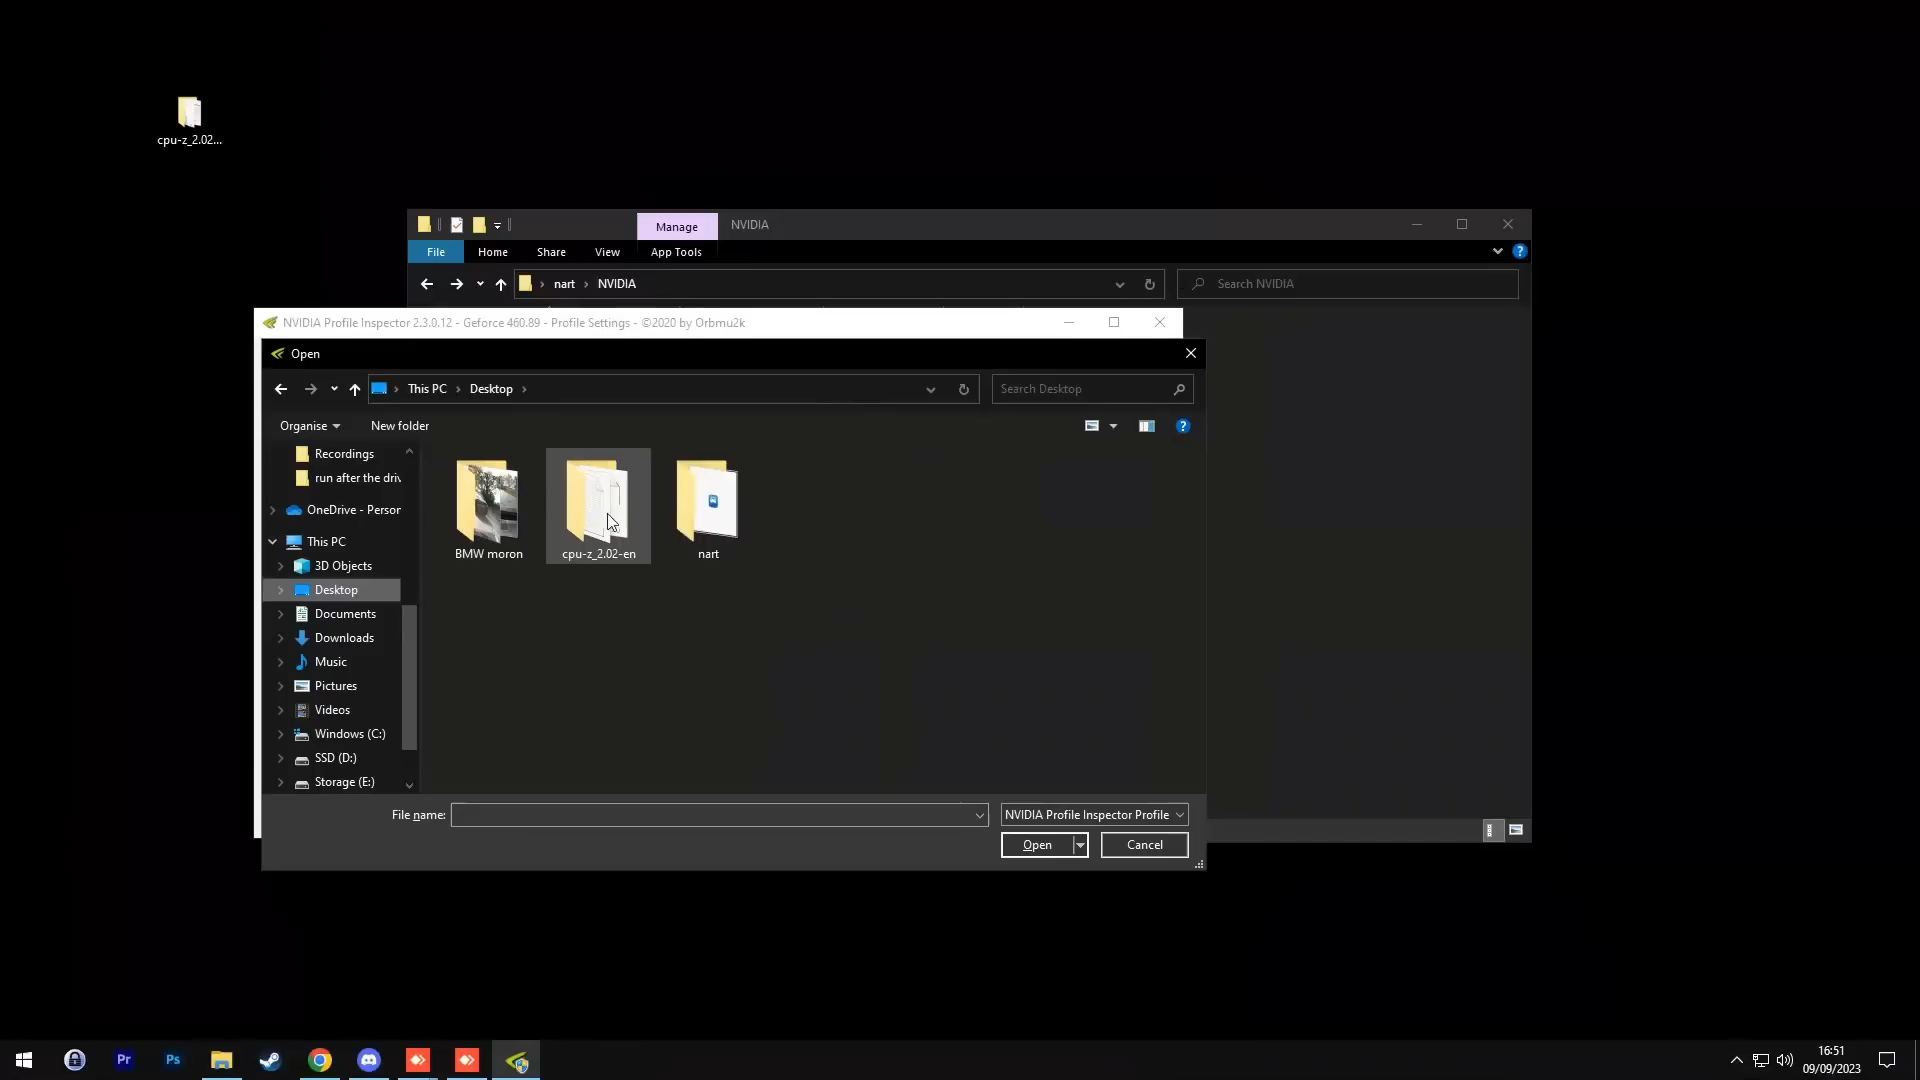 cpu-z_2.02...
Manage
NVIDIA
File
Home
Share
View
App Tools
nart
NVIDIA
Search NVIDIA
NVIDIA Profile Inspector 2.3.0.12 - Geforce 460.89 - Profile Settings - ©2020 by Orbmu2k
Open
This PC
Desktop
Search Desktop
Organise
New folder
Recordings
run after the driv
OneDrive - Person
This PC
3D Objects
Desktop
Documents
Downloads
Music
Pictures
Videos
Windows (C:)
SSD (D:)
Storage (E:)
BMW moron
cpu-z_2.02-en
nart
File name:
NVIDIA Profile Inspector Profile
Open
Cancel
Pr
Ps
16:51
09/09/2023